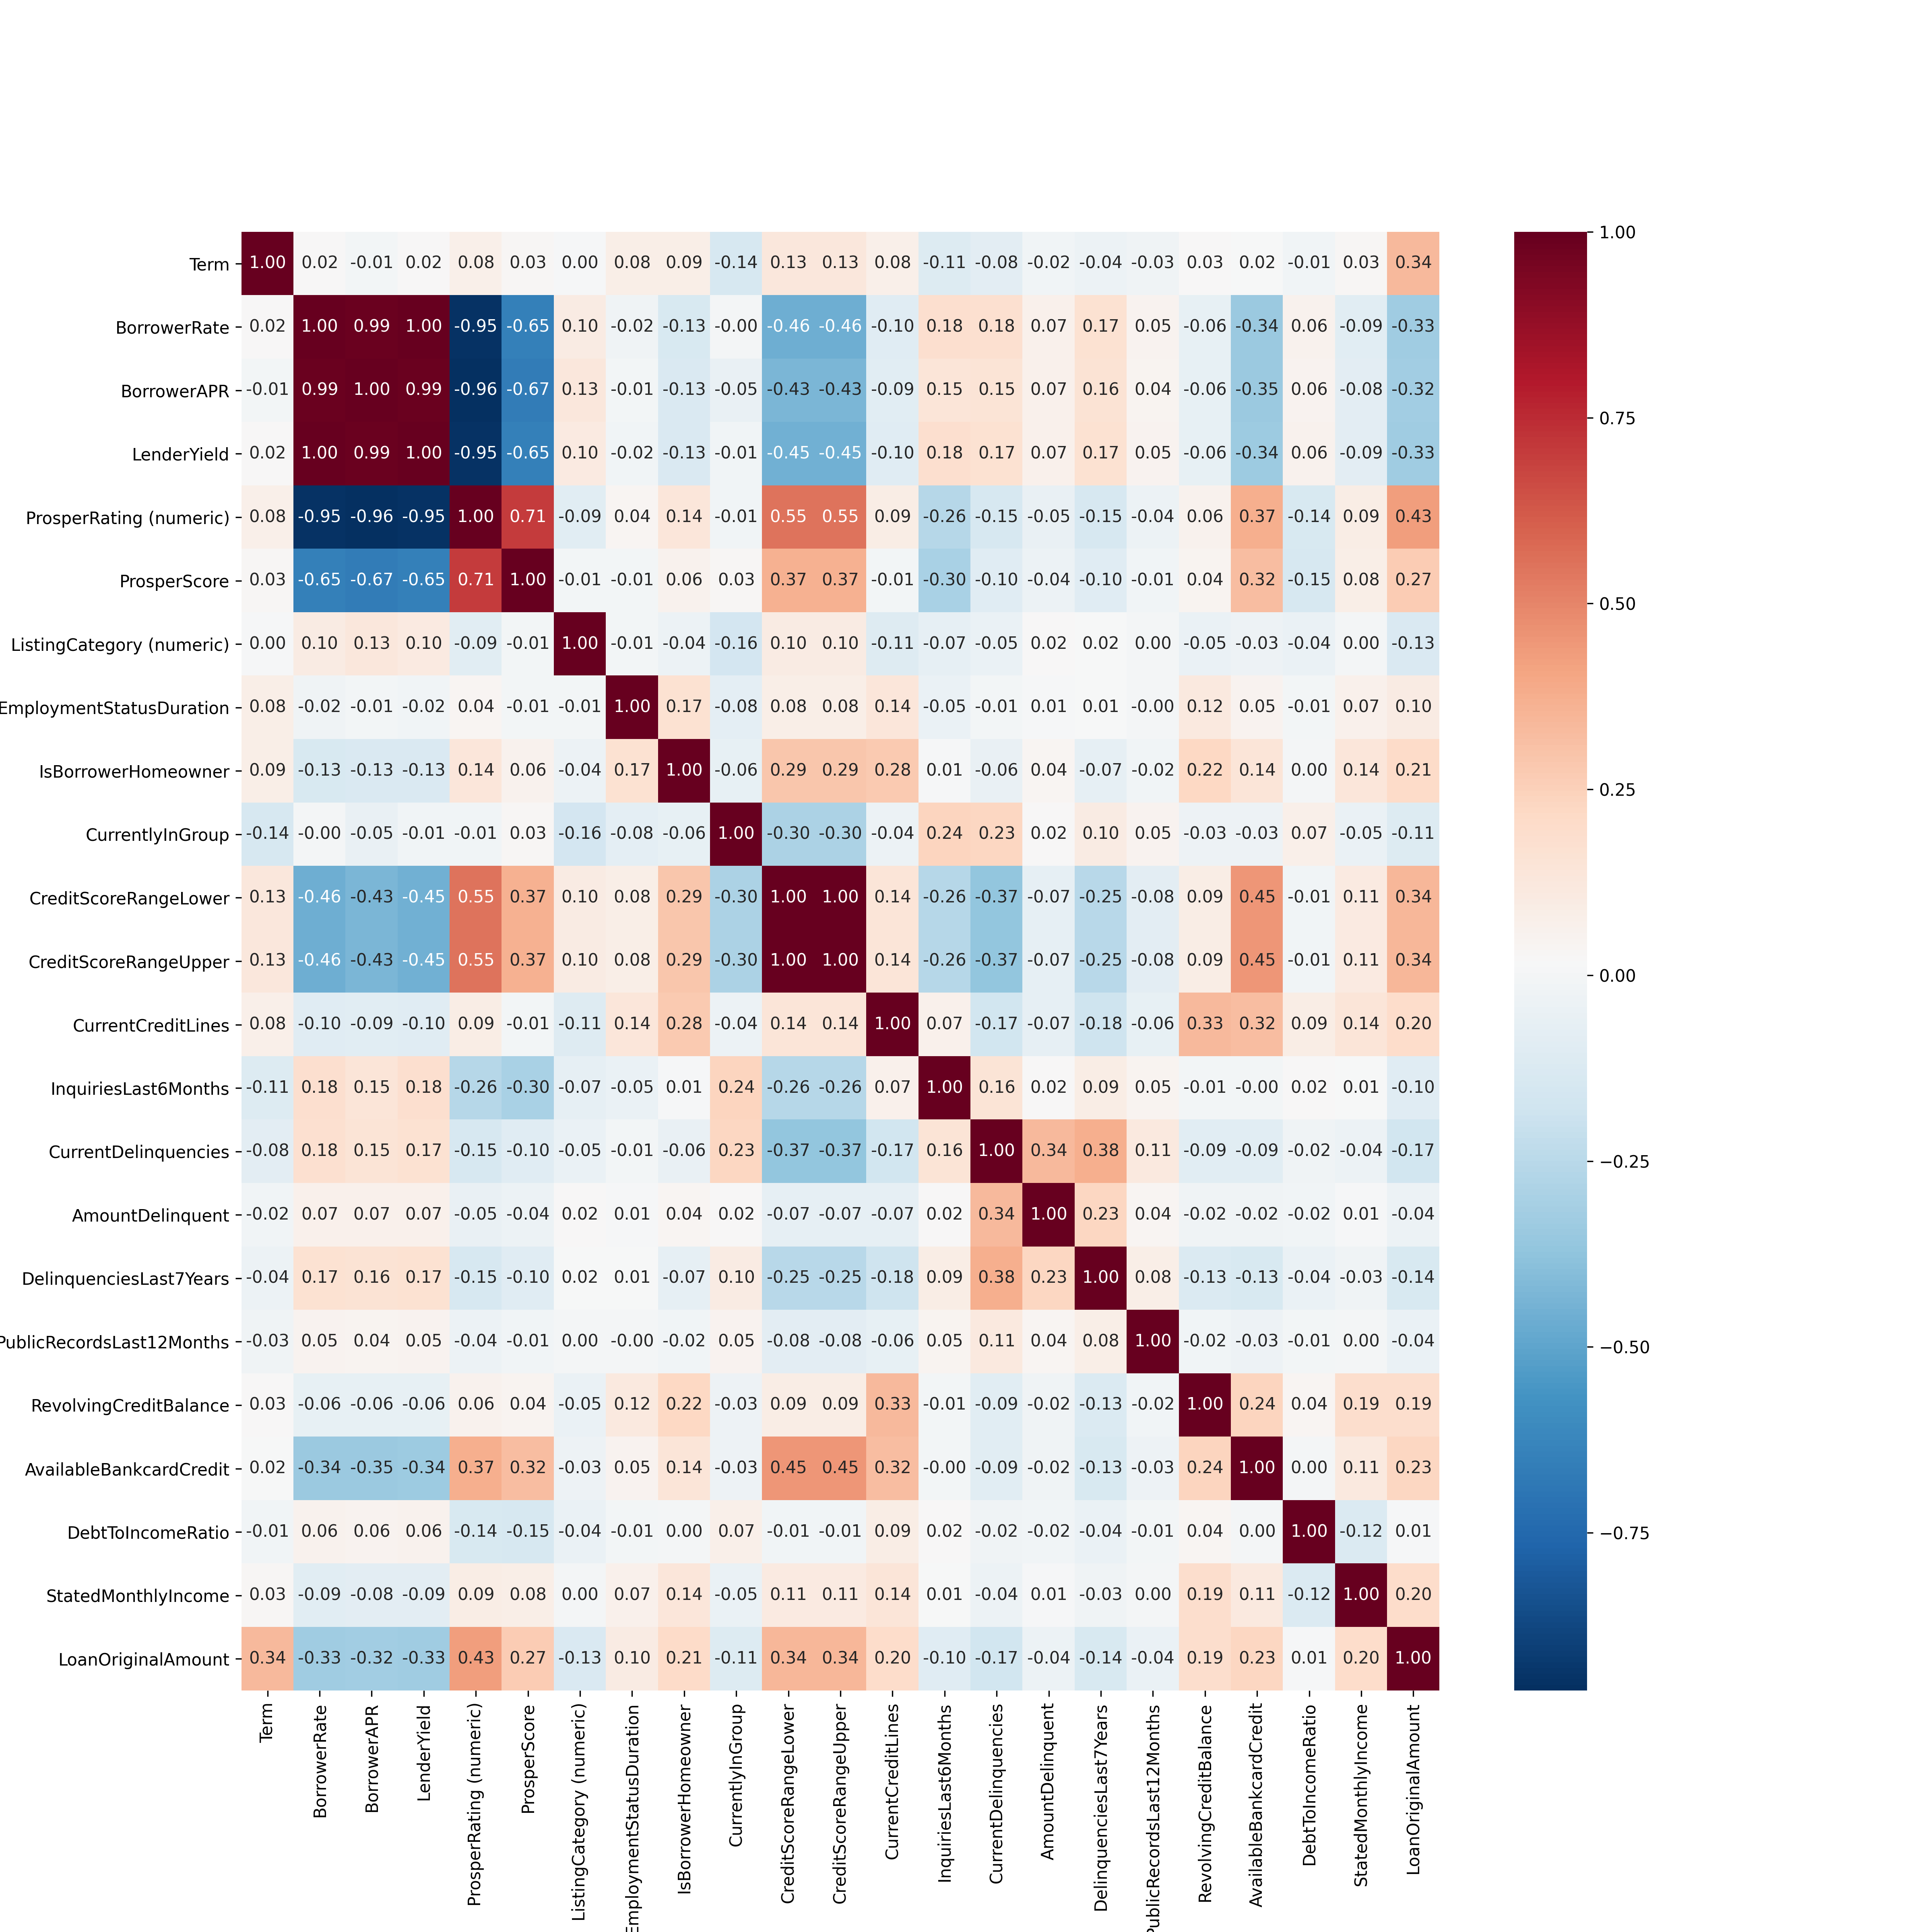 Term 1.00 0.02 -0.01 0.02 0.08 0.03 0.00 0.08 0.09 -0.14 0.13 0.13 0.08 -0.11 -0.08 -0.02 -0.04 -0.03 0.03 0.02 -0.01 0.03 0.34
BorrowerRate 0.02 1.00 0.99 1.00 -0.95 -0.65 0.10 -0.02 -0.13 -0.00 -0.46 -0.46 -0.10 0.18 0.18 0.07 0.17 0.05 -0.06 -0.34 0.06 -0.09 -0.33
BorrowerAPR -0.01 0.99 1.00 0.99 -0.96 -0.67 0.13 -0.01 -0.13 -0.05 -0.43 -0.43 -0.09 0.15 0.15 0.07 0.16 0.04 -0.06 -0.35 0.06 -0.08 -0.32
LenderYield 0.02 1.00 0.99 1.00 -0.95 -0.65 0.10 -0.02 -0.13 -0.01 -0.45 -0.45 -0.10 0.18 0.17 0.07 0.17 0.05 -0.06 -0.34 0.06 -0.09 -0.33
ProsperRating (numeric) 0.08 -0.95 -0.96 -0.95 1.00 0.71 -0.09 0.04 0.14 -0.01 0.55 0.55 0.09 -0.26 -0.15 -0.05 -0.15 -0.04 0.06 0.37 -0.14 0.09 0.43
ProsperScore 0.03 -0.65 -0.67 -0.65 0.71 1.00 -0.01 -0.01 0.06 0.03 0.37 0.37 -0.01 -0.30 -0.10 -0.04 -0.10 -0.01 0.04 0.32 -0.15 0.08 0.27
ListingCategory (numeric) 0.00 0.10 0.13 0.10 -0.09 -0.01 1.00 -0.01 -0.04 -0.16 0.10 0.10 -0.11 -0.07 -0.05 0.02 0.02 0.00 -0.05 -0.03 -0.04 0.00 -0.13
EmploymentStatusDuration 0.08 -0.02 -0.01 -0.02 0.04 -0.01 -0.01 1.00 0.17 -0.08 0.08 0.08 0.14 -0.05 -0.01 0.01 0.01 -0.00 0.12 0.05 -0.01 0.07 0.10
IsBorrowerHomeowner 0.09 -0.13 -0.13 -0.13 0.14 0.06 -0.04 0.17 1.00 -0.06 0.29 0.29 0.28 0.01 -0.06 0.04 -0.07 -0.02 0.22 0.14 0.00 0.14 0.21
CurrentlyInGroup -0.14 -0.00 -0.05 -0.01 -0.01 0.03 -0.16 -0.08 -0.06 1.00 -0.30 -0.30 -0.04 0.24 0.23 0.02 0.10 0.05 -0.03 -0.03 0.07 -0.05 -0.11
CreditScoreRangeLower 0.13 -0.46 -0.43 -0.45 0.55 0.37 0.10 0.08 0.29 -0.30 1.00 1.00 0.14 -0.26 -0.37 -0.07 -0.25 -0.08 0.09 0.45 -0.01 0.11 0.34
CreditScoreRangeUpper 0.13 -0.46 -0.43 -0.45 0.55 0.37 0.10 0.08 0.29 -0.30 1.00 1.00 0.14 -0.26 -0.37 -0.07 -0.25 -0.08 0.09 0.45 -0.01 0.11 0.34
CurrentCreditLines 0.08 -0.10 -0.09 -0.10 0.09 -0.01 -0.11 0.14 0.28 -0.04 0.14 0.14 1.00 0.07 -0.17 -0.07 -0.18 -0.06 0.33 0.32 0.09 0.14 0.20
InquiriesLast6Months -0.11 0.18 0.15 0.18 -0.26 -0.30 -0.07 -0.05 0.01 0.24 -0.26 -0.26 0.07 1.00 0.16 0.02 0.09 0.05 -0.01 -0.00 0.02 0.01 -0.10
CurrentDelinquencies -0.08 0.18 0.15 0.17 -0.15 -0.10 -0.05 -0.01 -0.06 0.23 -0.37 -0.37 -0.17 0.16 1.00 0.34 0.38 0.11 -0.09 -0.09 -0.02 -0.04 -0.17
AmountDelinquent -0.02 0.07 0.07 0.07 -0.05 -0.04 0.02 0.01 0.04 0.02 -0.07 -0.07 -0.07 0.02 0.34 1.00 0.23 0.04 -0.02 -0.02 -0.02 0.01 -0.04
DelinquenciesLast7Years -0.04 0.17 0.16 0.17 -0.15 -0.10 0.02 0.01 -0.07 0.10 -0.25 -0.25 -0.18 0.09 0.38 0.23 1.00 0.08 -0.13 -0.13 -0.04 -0.03 -0.14
PublicRecordsLast12Months -0.03 0.05 0.04 0.05 -0.04 -0.01 0.00 -0.00 -0.02 0.05 -0.08 -0.08 -0.06 0.05 0.11 0.04 0.08 1.00 -0.02 -0.03 -0.01 0.00 -0.04
RevolvingCreditBalance 0.03 -0.06 -0.06 -0.06 0.06 0.04 -0.05 0.12 0.22 -0.03 0.09 0.09 0.33 -0.01 -0.09 -0.02 -0.13 -0.02 1.00 0.24 0.04 0.19 0.19
AvailableBankcardCredit 0.02 -0.34 -0.35 -0.34 0.37 0.32 -0.03 0.05 0.14 -0.03 0.45 0.45 0.32 -0.00 -0.09 -0.02 -0.13 -0.03 0.24 1.00 0.00 0.11 0.23
DebtToIncomeRatio -0.01 0.06 0.06 0.06 -0.14 -0.15 -0.04 -0.01 0.00 0.07 -0.01 -0.01 0.09 0.02 -0.02 -0.02 -0.04 -0.01 0.04 0.00 1.00 -0.12 0.01
StatedMonthlyIncome 0.03 -0.09 -0.08 -0.09 0.09 0.08 0.00 0.07 0.14 -0.05 0.11 0.11 0.14 0.01 -0.04 0.01 -0.03 0.00 0.19 0.11 -0.12 1.00 0.20
LoanOriginalAmount 0.34 -0.33 -0.32 -0.33 0.43 0.27 -0.13 0.10 0.21 -0.11 0.34 0.34 0.20 -0.10 -0.17 -0.04 -0.14 -0.04 0.19 0.23 0.01 0.20 1.00
Term
BorrowerRate
BorrowerAPR
LenderYield
ProsperRating (numeric)
ProsperScore
ListingCategory (numeric)
EmploymentStatusDuration
IsBorrowerHomeowner
CurrentlyInGroup
CreditScoreRangeLower
CreditScoreRangeUpper
CurrentCreditLines
InquiriesLast6Months
CurrentDelinquencies
AmountDelinquent
DelinquenciesLast7Years
PublicRecordsLast12Months
RevolvingCreditBalance
AvailableBankcardCredit
DebtToIncomeRatio
StatedMonthlyIncome
LoanOriginalAmount
1.00
0.75
0.50
0.25
0.00
−0.25
−0.50
−0.75